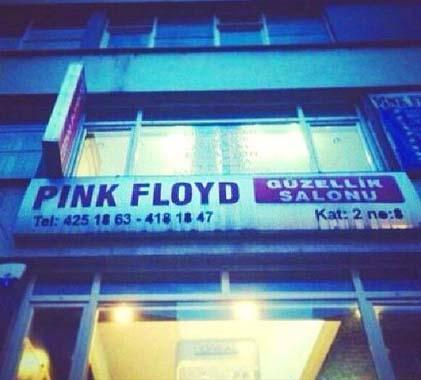 PINK FLOYD
GÜZELLİK
SALONU
Tel: 425 18 63 - 418 18 47
Kat: 2 no:8